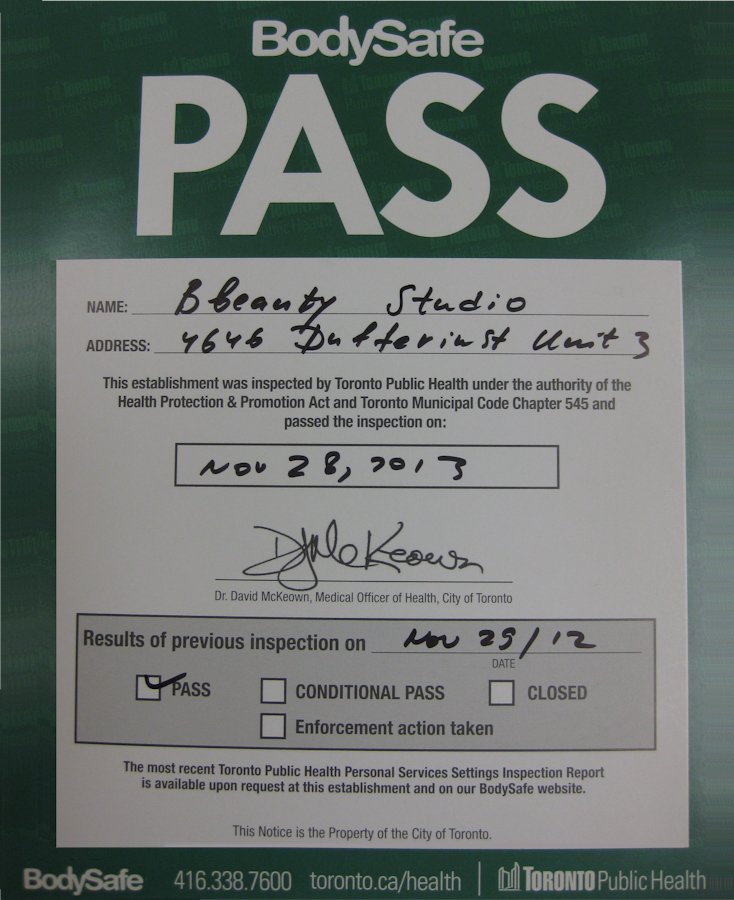 BodySafe
PASS
NAME: Bbeauty Studio
ADDRESS: 4646 Dufferin St Unit 3
This establishment was inspected by Toronto Public Health under the authority of the
Health Protection & Promotion Act and Toronto Municipal Code Chapter 545 and
passed the inspection on:
Nov 28, 2013
DMcKeown
Dr. David McKeown, Medical Officer of Health, City of Toronto
Results of previous inspection on Nov 29/12
DATE
PASS CONDITIONAL PASS CLOSED
Enforcement action taken
The most recent Toronto Public Health Personal Services Settings Inspection Report
is available upon request at this establishment and on our BodySafe website.
This Notice is the Property of the City of Toronto.
BodySafe 416.338.7600 toronto.ca/health | TORONTO Public Health